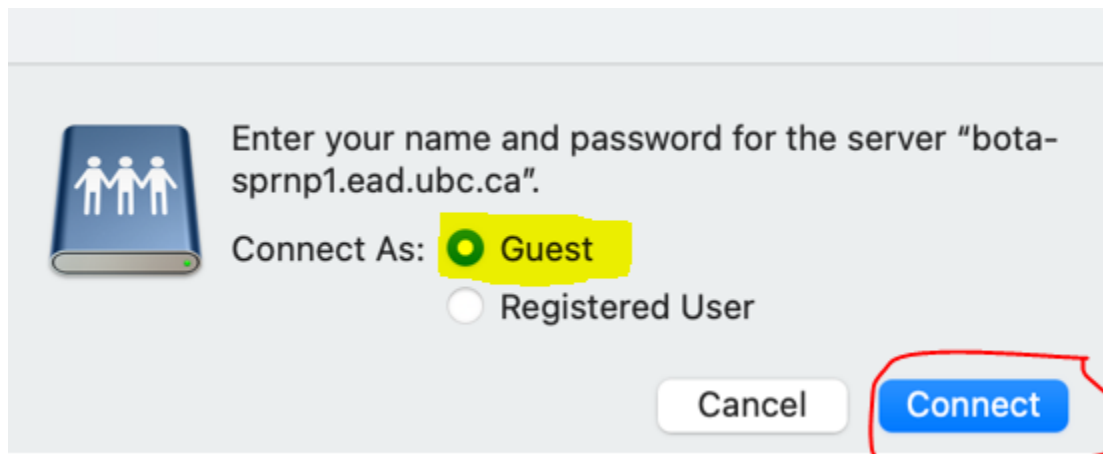 Enter your name and password for the server “bota-
sprnp1.ead.ubc.ca”.
Connect As: Guest
Registered User
Cancel Connect